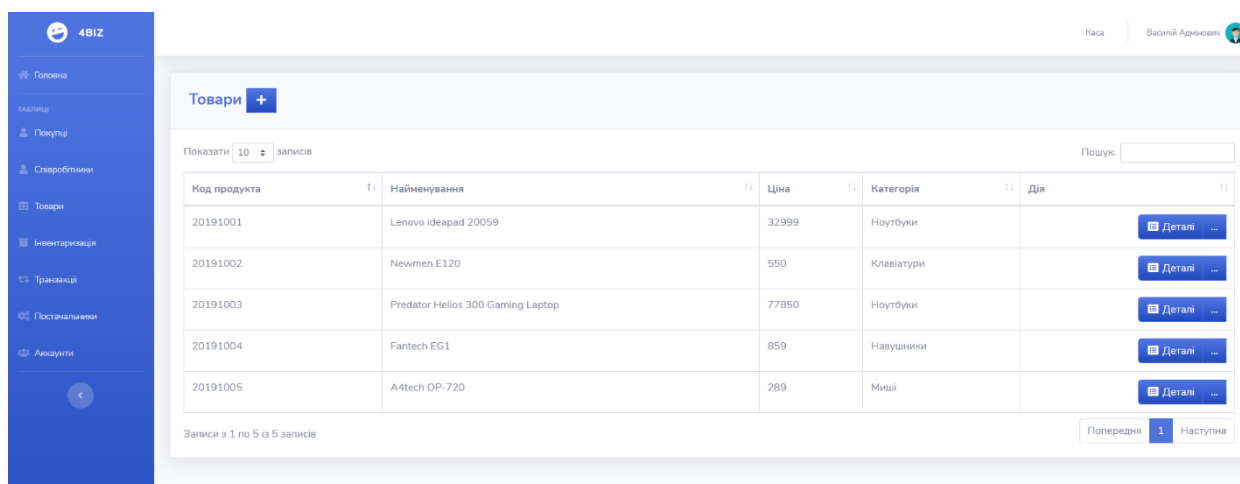 4BIZ
Каса Василій Адмінович
Головна
ТАБЛИЦІ
Покупці
Співробітники
Товари
Інвентаризація
Транзакції
Постачальники
Аккаунти
Товари +
Показати 10 записів Пошук:
Код продукта Найменування Ціна Категорія Дія
20191001 Lenovo ideapad 20059 32999 Ноутбуки Деталі ...
20191002 Newmen E120 550 Клавіатури Деталі ...
20191003 Predator Helios 300 Gaming Laptop 77850 Ноутбуки Деталі ...
20191004 Fantech EG1 859 Навушники Деталі ...
20191005 A4tech OP-720 289 Миші Деталі ...
Записи з 1 по 5 із 5 записів Попередня 1 Наступна